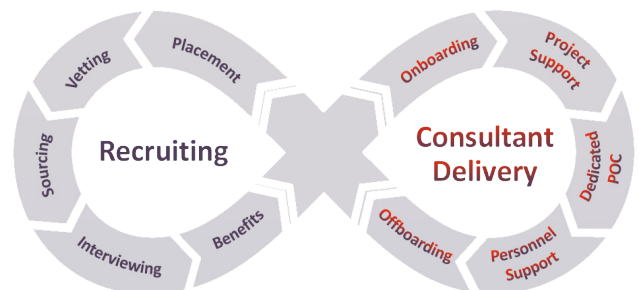 Placement
Vetting
Sourcing
Interviewing
Benefits
Recruiting
Onboarding
Project
Support
Dedicated
POC
Personnel
Support
Offboarding
Consultant
Delivery